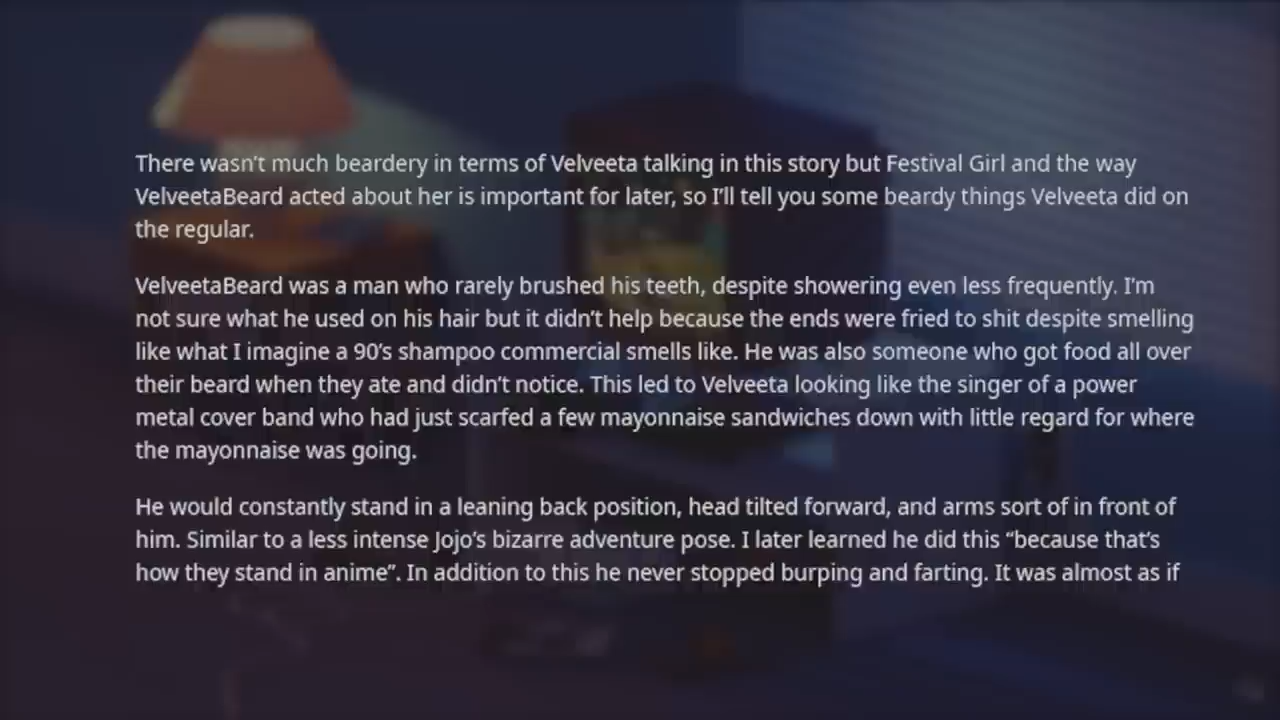 There wasn’t much beardery in terms of Velveeta talking in this story but Festival Girl and the way
VelveetaBeard acted about her is important for later, so I’ll tell you some beardy things Velveeta did on
the regular.
VelveetaBeard was a man who rarely brushed his teeth, despite showering even less frequently. I’m
not sure what he used on his hair but it didn’t help because the ends were fried to shit despite smelling
like what I imagine a 90’s shampoo commercial smells like. He was also someone who got food all over
their beard when they ate and didn’t notice. This led to Velveeta looking like the singer of a power
metal cover band who had just scarfed a few mayonnaise sandwiches down with little regard for where
the mayonnaise was going.
He would constantly stand in a leaning back position, head tilted forward, and arms sort of in front of
him. Similar to a less intense Jojo’s bizarre adventure pose. I later learned he did this “because that’s
how they stand in anime”. In addition to this he never stopped burping and farting. It was almost as if